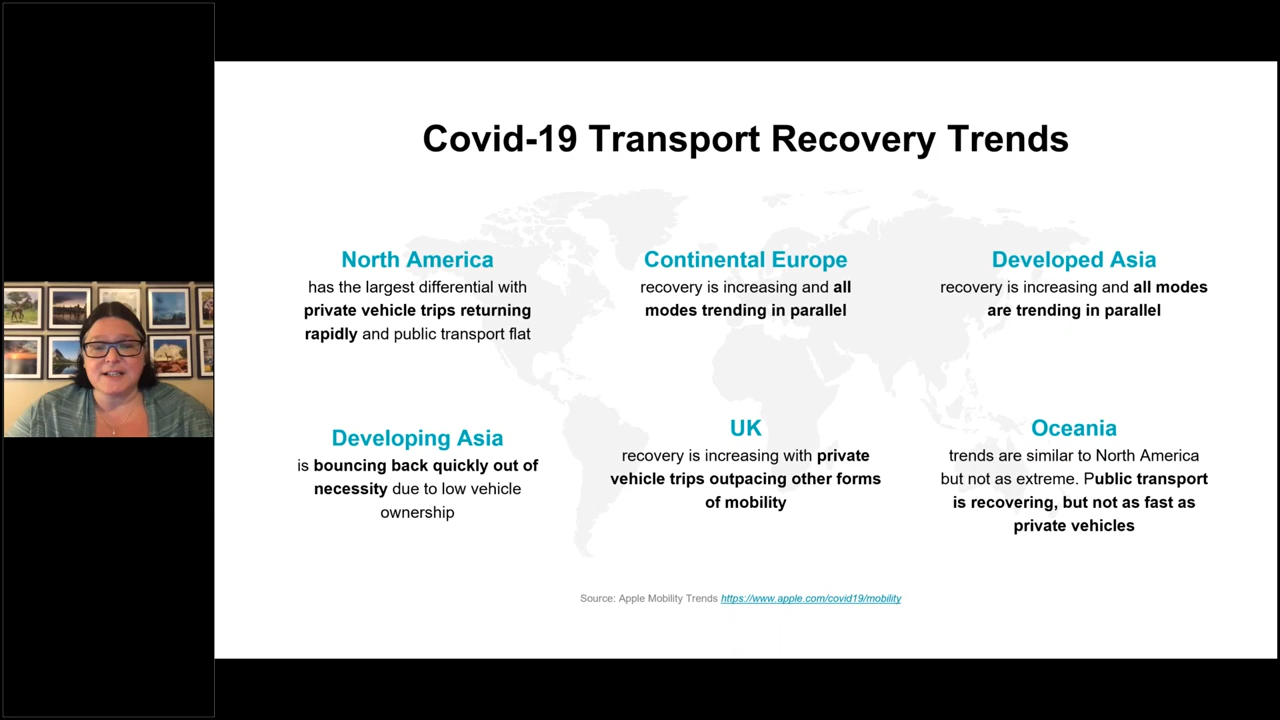 Covid-19 Transport Recovery Trends
North America
has the largest differential with
private vehicle trips returning
rapidly and public transport flat
Continental Europe
recovery is increasing and all
modes trending in parallel
Developed Asia
recovery is increasing and all modes
are trending in parallel
Developing Asia
is bouncing back quickly out of
necessity due to low vehicle
ownership
UK
recovery is increasing with private
vehicle trips outpacing other forms
of mobility
Oceania
trends are similar to North America
but not as extreme. Public transport
is recovering, but not as fast as
private vehicles
Source: Apple Mobility Trends https://www.apple.com/covid19/mobility